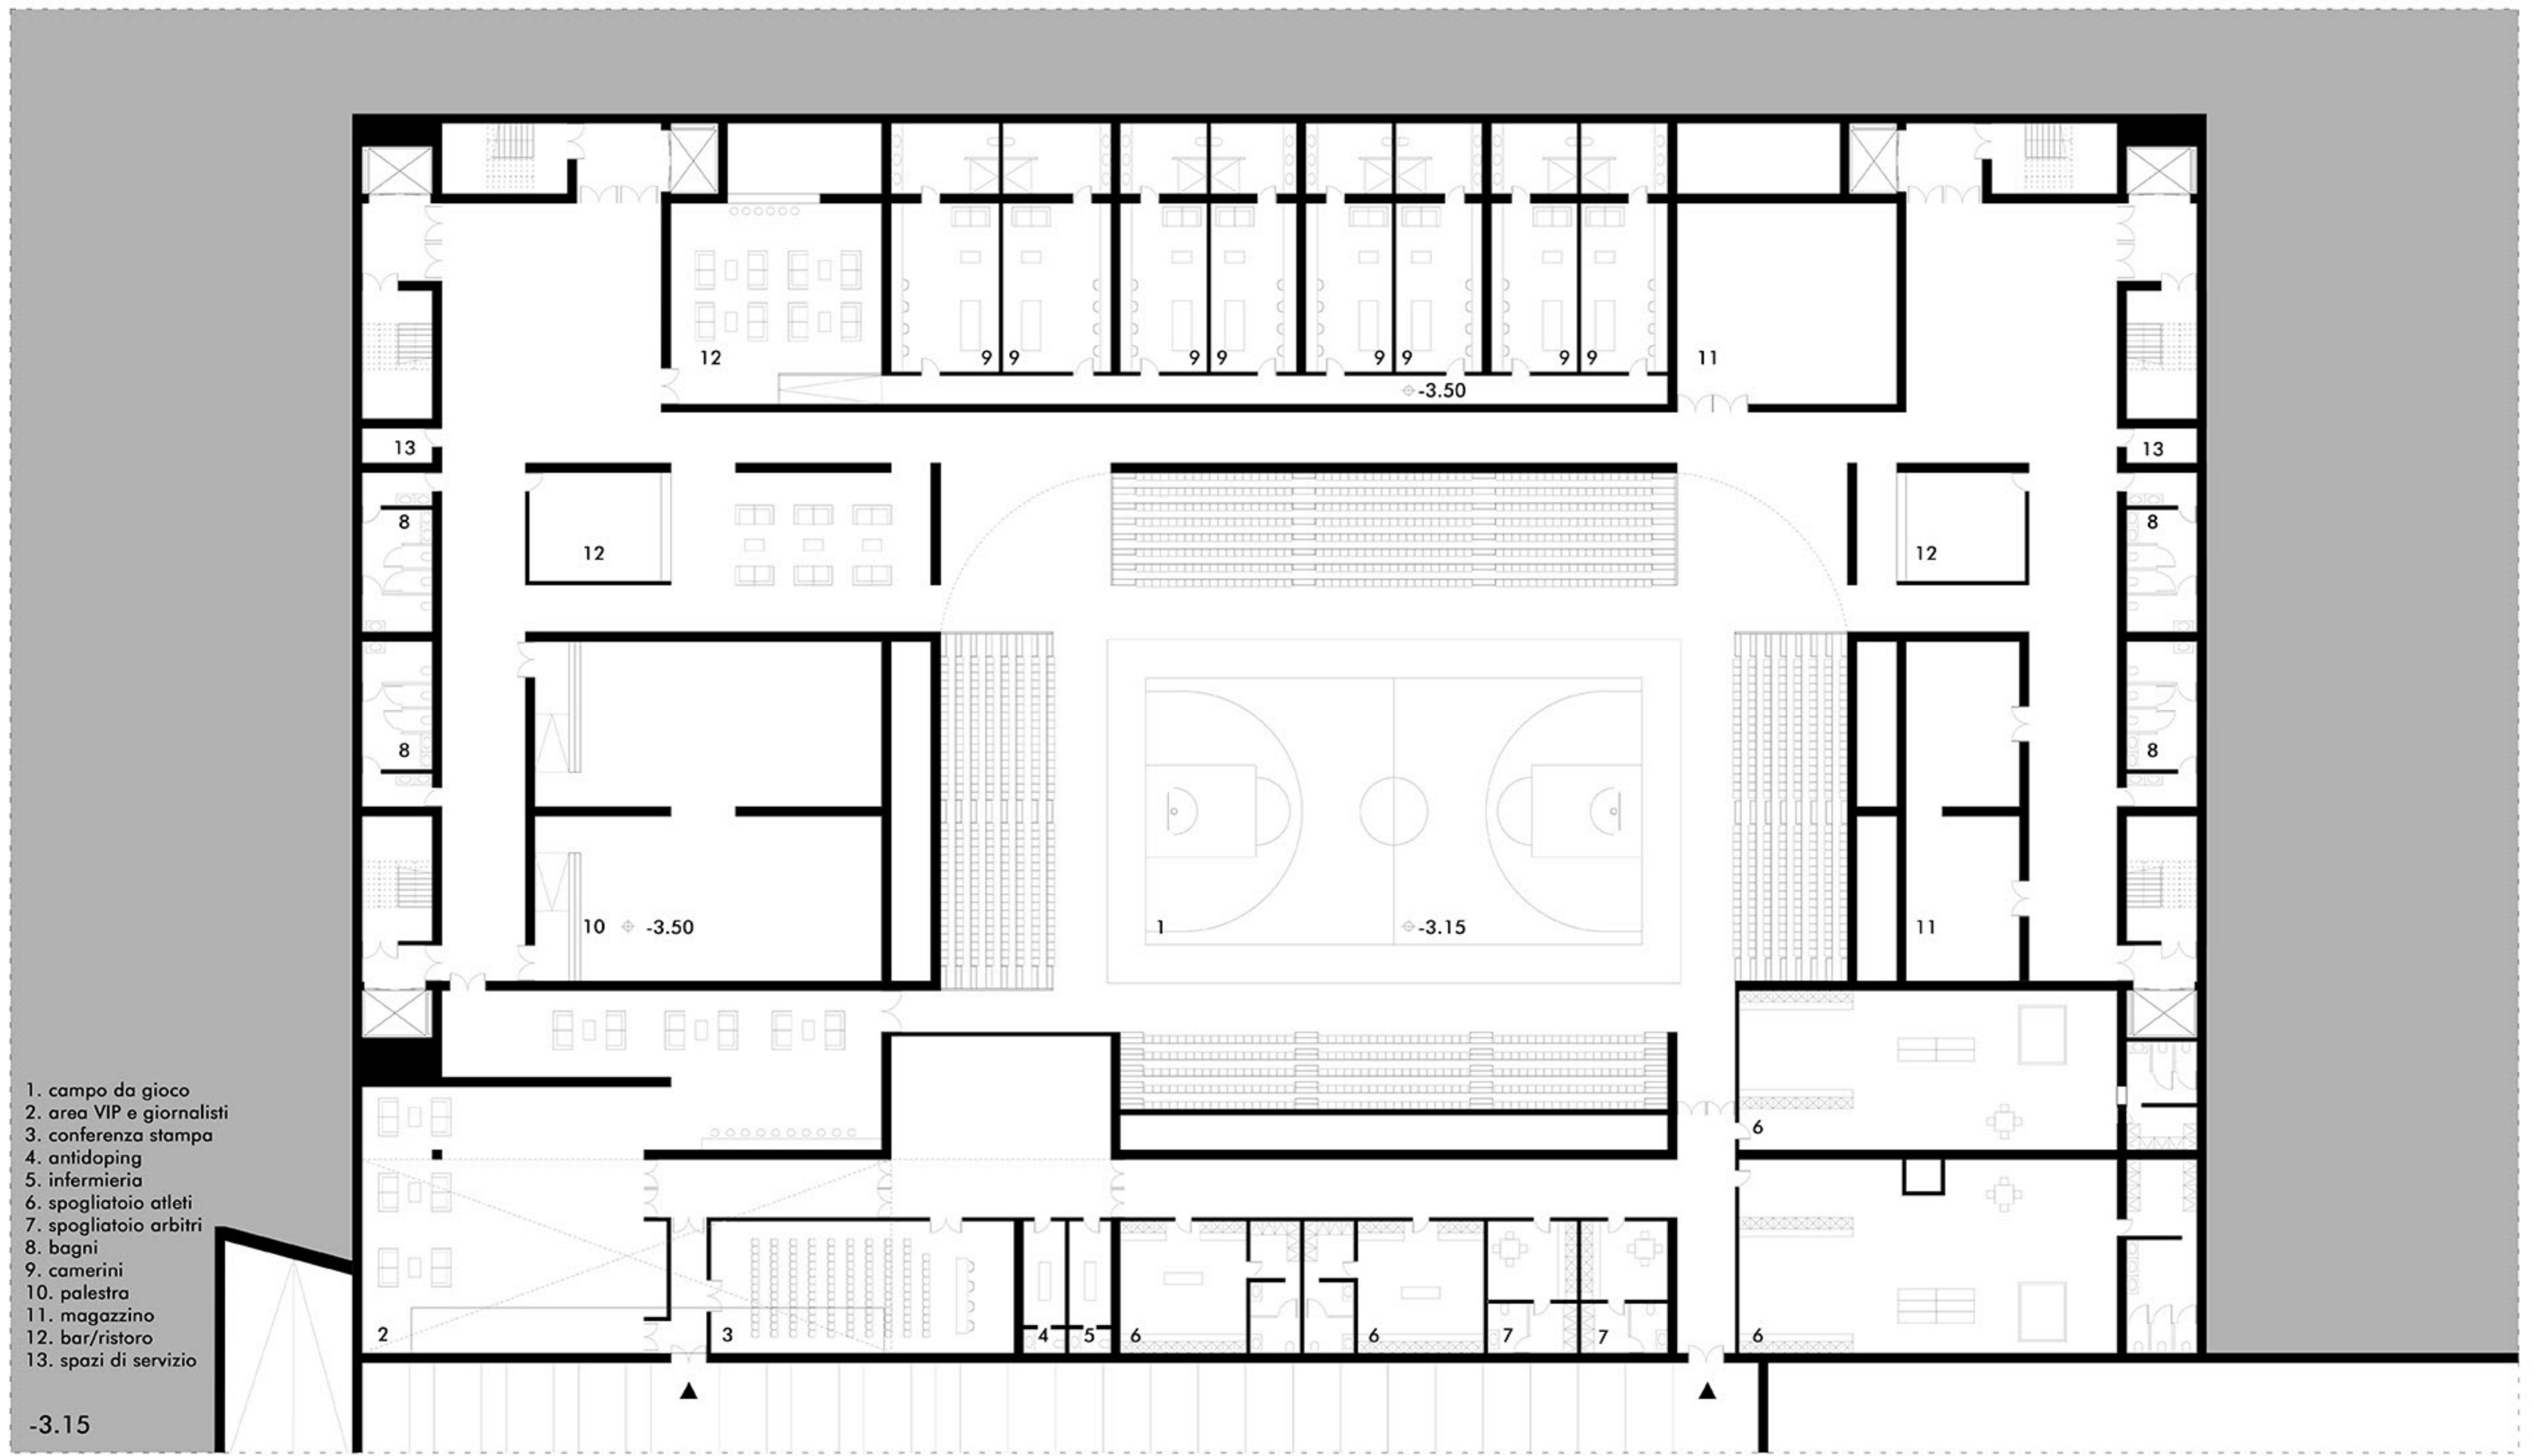 12
9 9
9 9
9 9
9 9
11
-3.50
13
13
8
12
12
8
8
8
10 -3.50
1
-3.15
11
1. campo da gioco
2. area VIP e giornalisti
3. conferenza stampa
4. antidoping
5. infermieria
6. spogliatoio atleti
7. spogliatoio arbitri
8. bagni
9. camerini
10. palestra
11. magazzino
12. bar/ristoro
13. spazi di servizio
-3.15
6
2
3
4
5
6
6
7
7
6